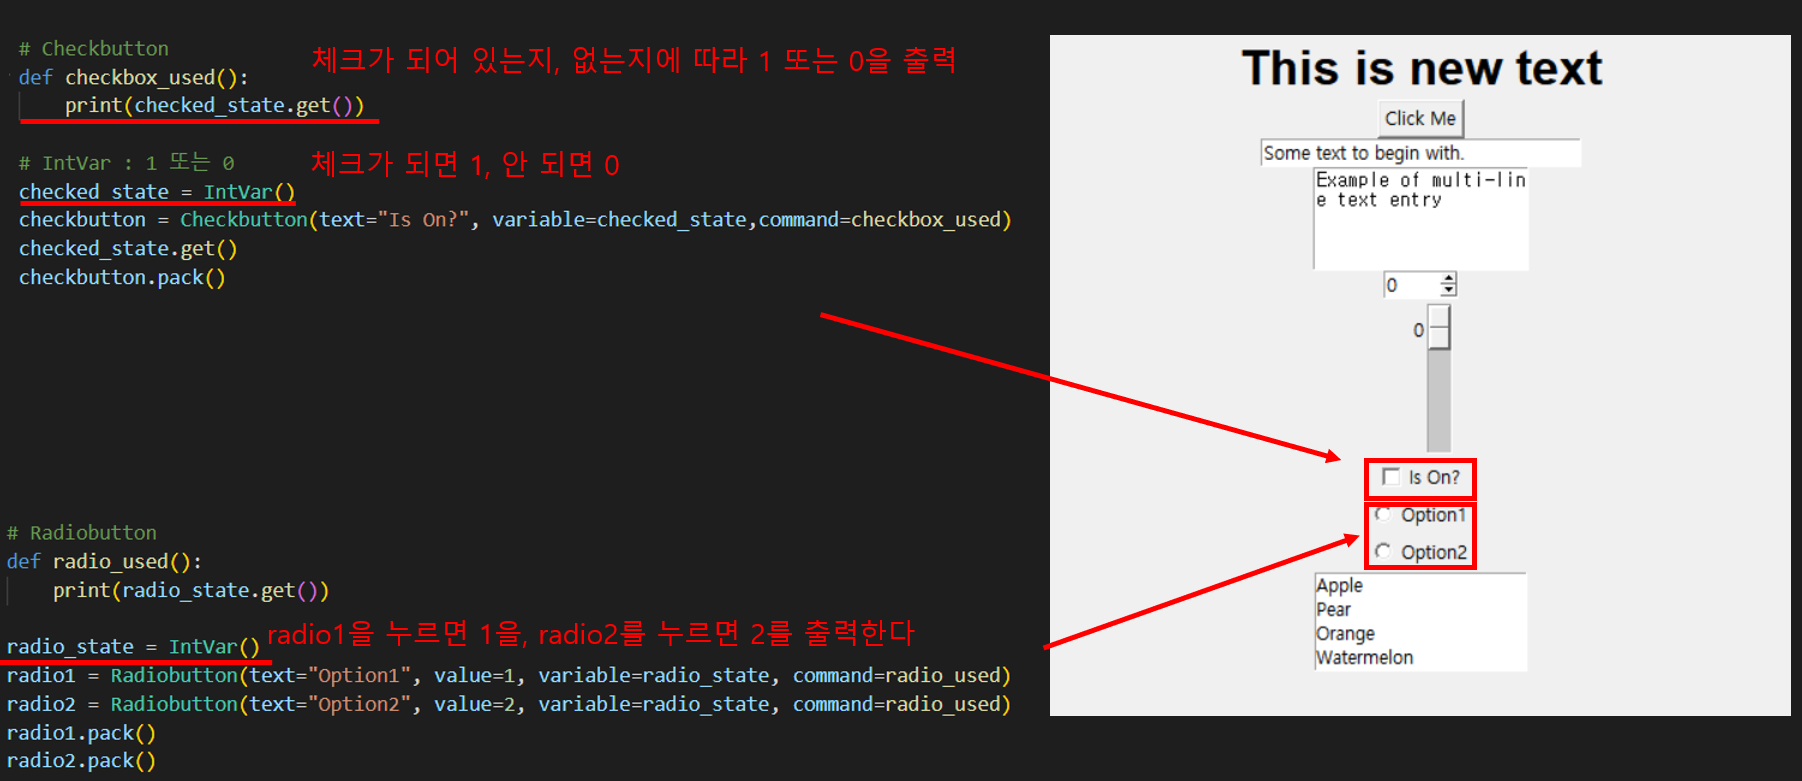 # Checkbutton
체크가 되어 있는지, 없는지에 따라 1 또는 0을 출력
def checkbox_used():
    print(checked_state.get())
# IntVar : 1 또는 0
체크가 되면 1, 안 되면 0
checked_state = IntVar()
checkbutton = Checkbutton(text="Is On?", variable=checked_state,command=checkbox_used)
checked_state.get()
checkbutton.pack()
# Radiobutton
def radio_used():
    print(radio_state.get())
radio1을 누르면 1을, radio2를 누르면 2를 출력한다
radio_state = IntVar()
radio1 = Radiobutton(text="Option1", value=1, variable=radio_state, command=radio_used)
radio2 = Radiobutton(text="Option2", value=2, variable=radio_state, command=radio_used)
radio1.pack()
radio2.pack()
This is new text
Click Me
Some text to begin with.
Example of multi-lin
e text entry
0
0
Is On?
Option1
Option2
Apple
Pear
Orange
Watermelon